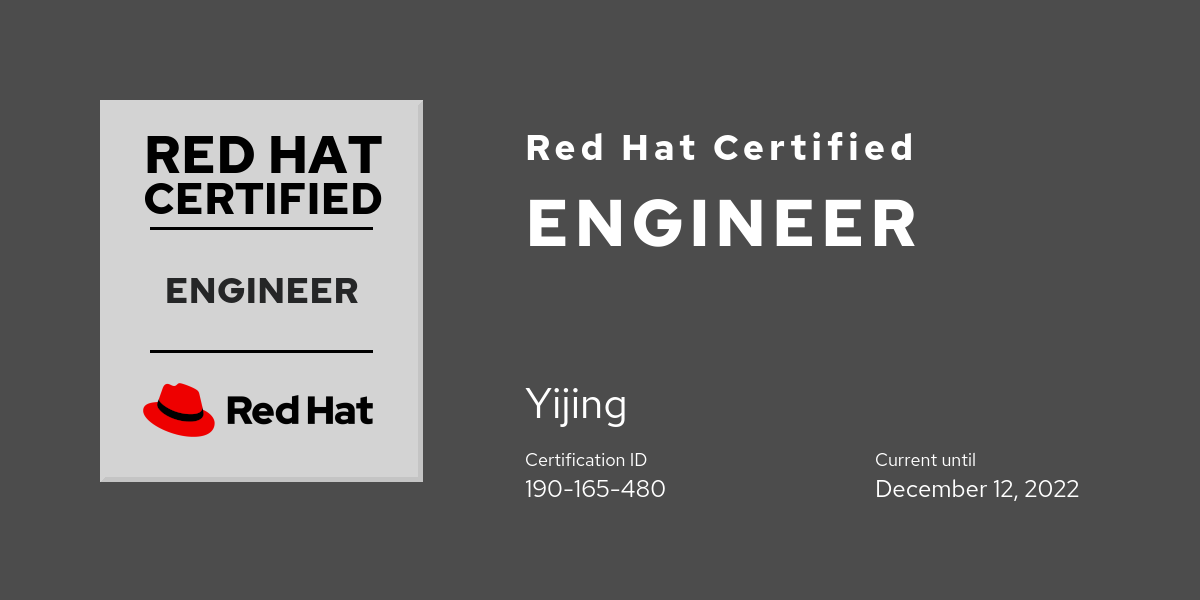 RED HAT
CERTIFIED
ENGINEER
Red Hat
Red Hat Certified
ENGINEER
Yijing
Certification ID
190-165-480
Current until
December 12, 2022